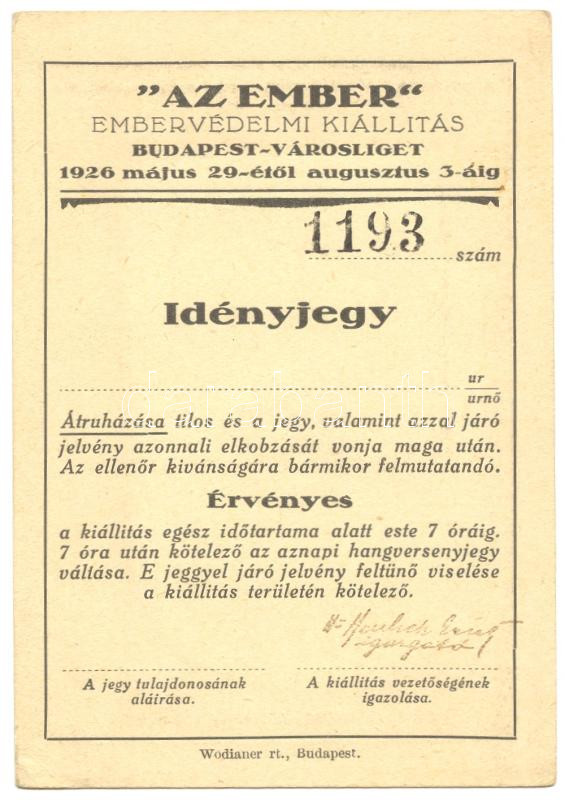 "AZ EMBER“
EMBERVÉDELMI KIÁLLITÁS
BUDAPEST-VÁROSLIGET
1926 május 29-étől augusztus 3-áig
1193 szám
Idényjegy
ur
urnő
Átruházása tilos és a jegy, valamint azzal járó
jelvény azonnali elkobzását vonja maga után.
Az ellenőr kivánságára bármikor felmutatandó.
Érvényes
a kiállitás egész időtartama alatt este 7 óráig.
7 óra után kötelező az aznapi hangversenyjegy
váltása. E jeggyel járó jelvény feltünő viselése
a kiállitás területén kötelező.
igazgató
A jegy tulajdonosának
aláirása.
A kiállitás vezetőségének
igazolása.
Wodianer rt., Budapest.